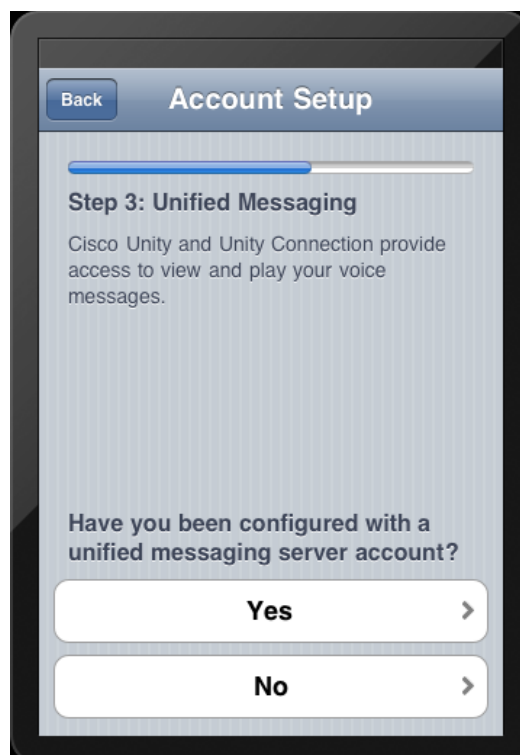 Back
Account Setup
Step 3: Unified Messaging
Cisco Unity and Unity Connection provide
access to view and play your voice
messages.
Have you been configured with a
unified messaging server account?
Yes
No